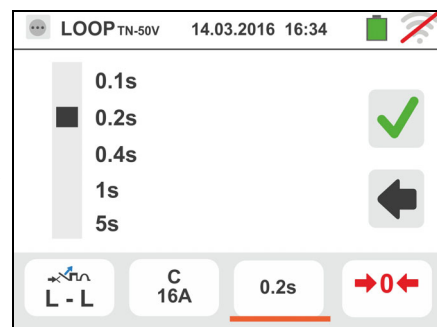 LOOP TN-50V 14.03.2016 16:34
0.1s
0.2s
0.4s
1s
5s
L - L
C
16A
0.2s
0